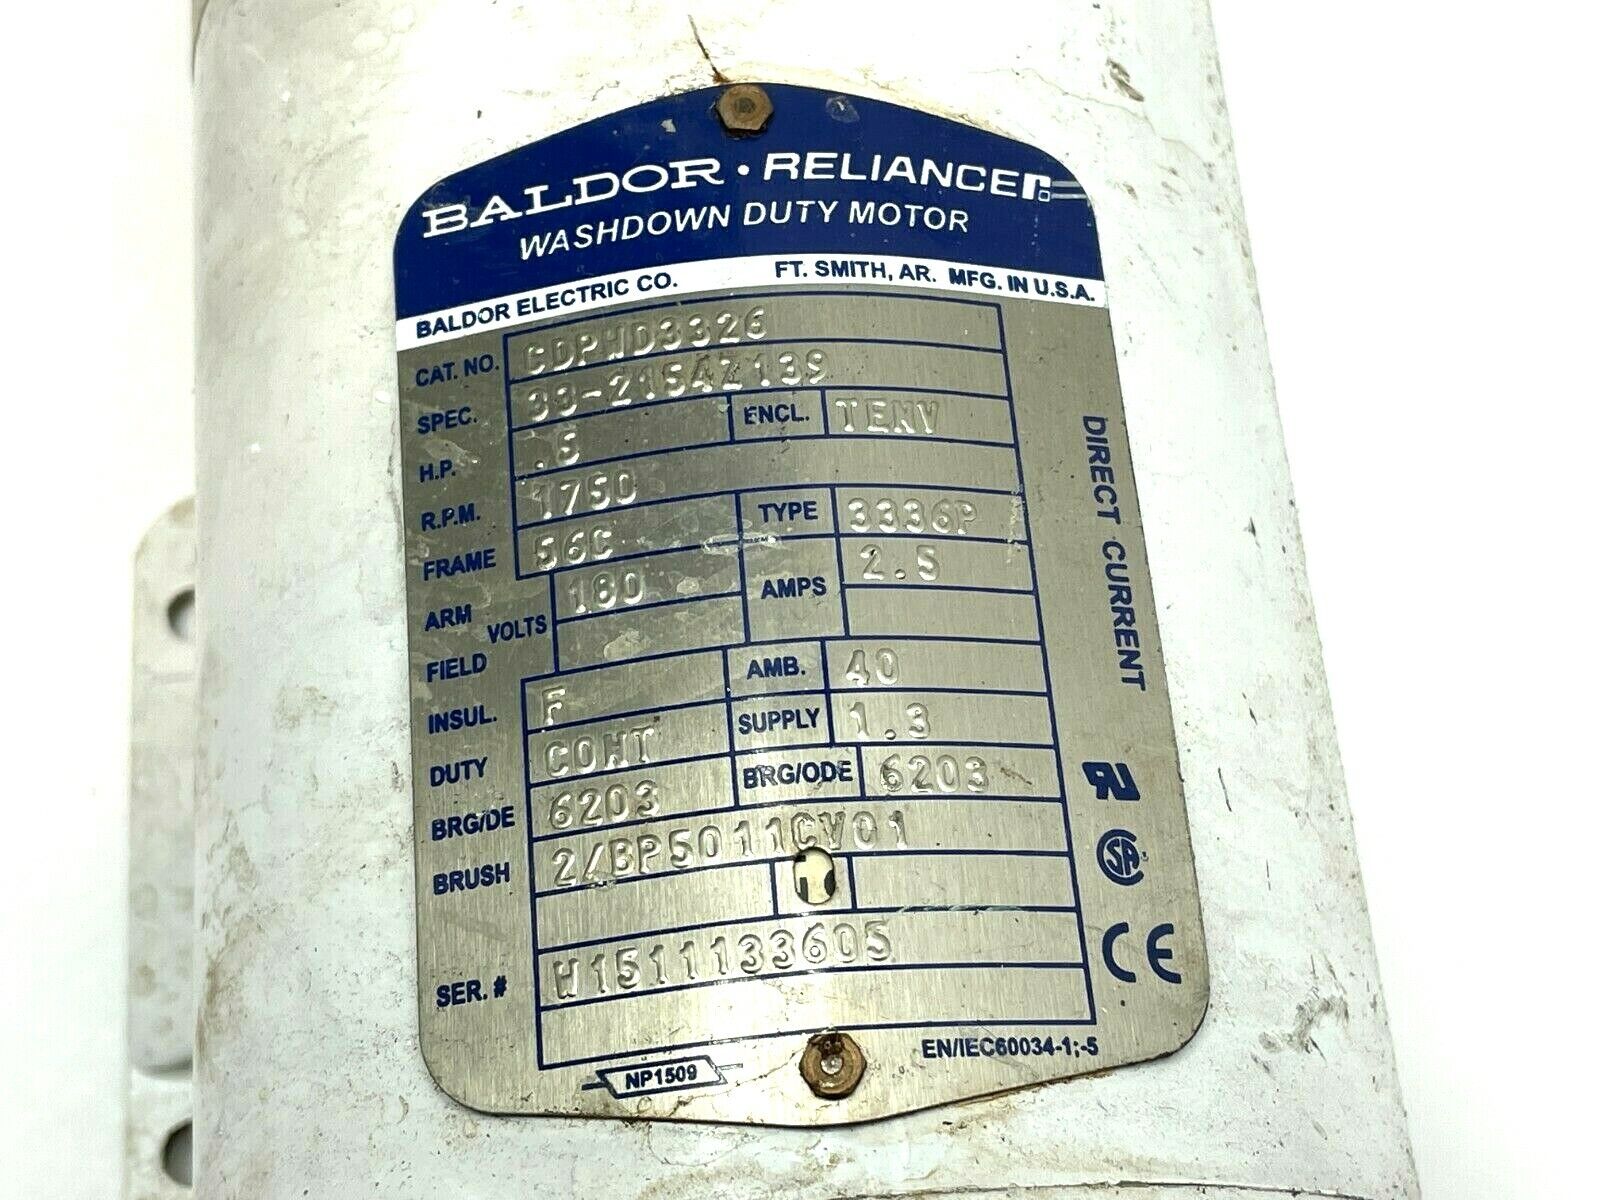 BALDOR • RELIANCE
WASHDOWN DUTY MOTOR
BALDOR ELECTRIC CO. FT. SMITH, AR. MFG. IN U.S.A.
CAT. NO. CDPWD3326
SPEC. 33-2154Z139
H.P. .5 ENCL. TENV
R.P.M. 1750
FRAME 56C TYPE 3336P
ARM VOLTS 180 AMPS 2.5
FIELD
INSUL. F AMB. 40
DUTY CONT SUPPLY 1.3
BRG/DE 6203 BRG/ODE 6203
BRUSH 2/BP5011CV01
SER. # W1511133605
DIRECT CURRENT
CE
EN/IEC60034-1;-5
NP1509